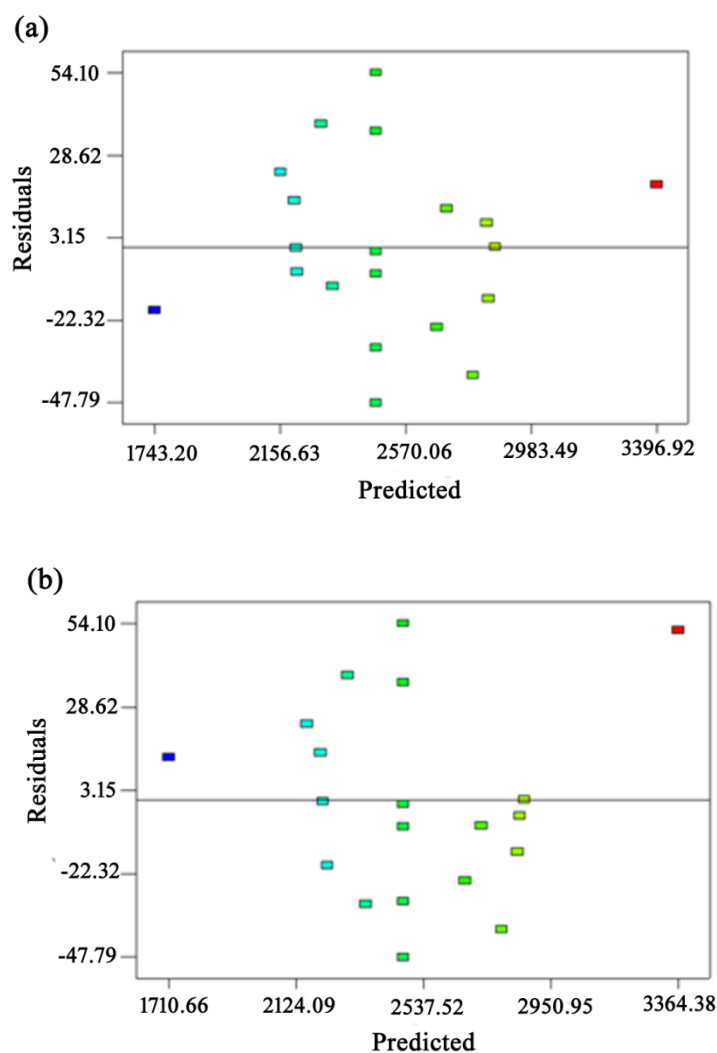 (a)
54.10
28.62
3.15
-22.32
-47.79
Residuals
1743.20 2156.63 2570.06 2983.49 3396.92
Predicted
(b)
54.10
28.62
3.15
-22.32
-47.79
Residuals
1710.66 2124.09 2537.52 2950.95 3364.38
Predicted